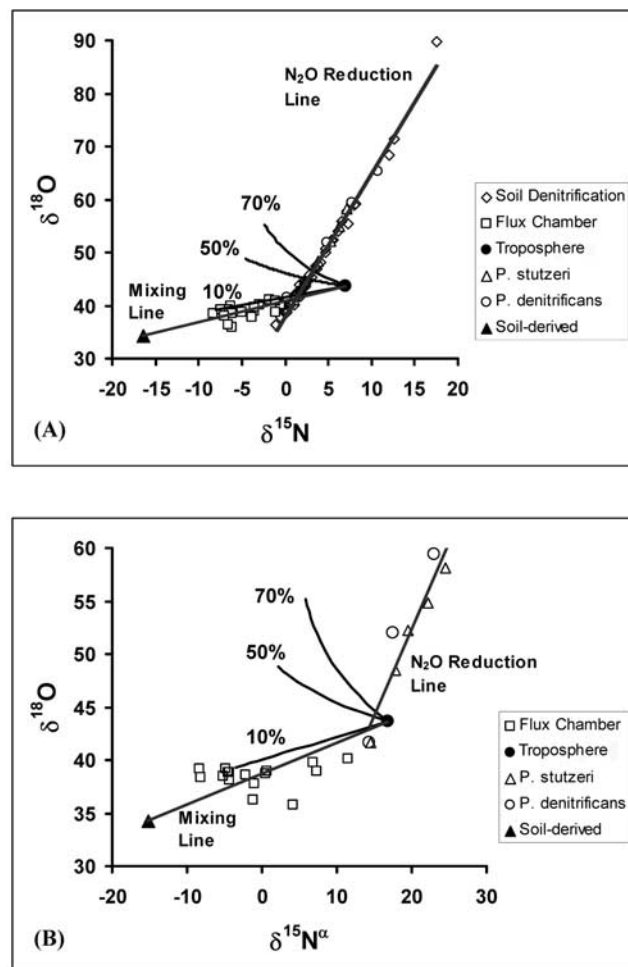 90
80
70
60
50
40
30
δ18O
N2O Reduction
Line
70%
50%
10%
Mixing
Line
-20 -15 -10 -5 0 5 10 15 20
(A)
δ15N
Soil Denitrification
Flux Chamber
Troposphere
P. stutzeri
P. denitrificans
Soil-derived
60
55
50
45
40
35
30
δ18O
70%
50%
N2O Reduction
Line
10%
Mixing
Line
-20 -10 0 10 20 30
(B)
δ15Nα
Flux Chamber
Troposphere
P. stutzeri
P. denitrificans
Soil-derived